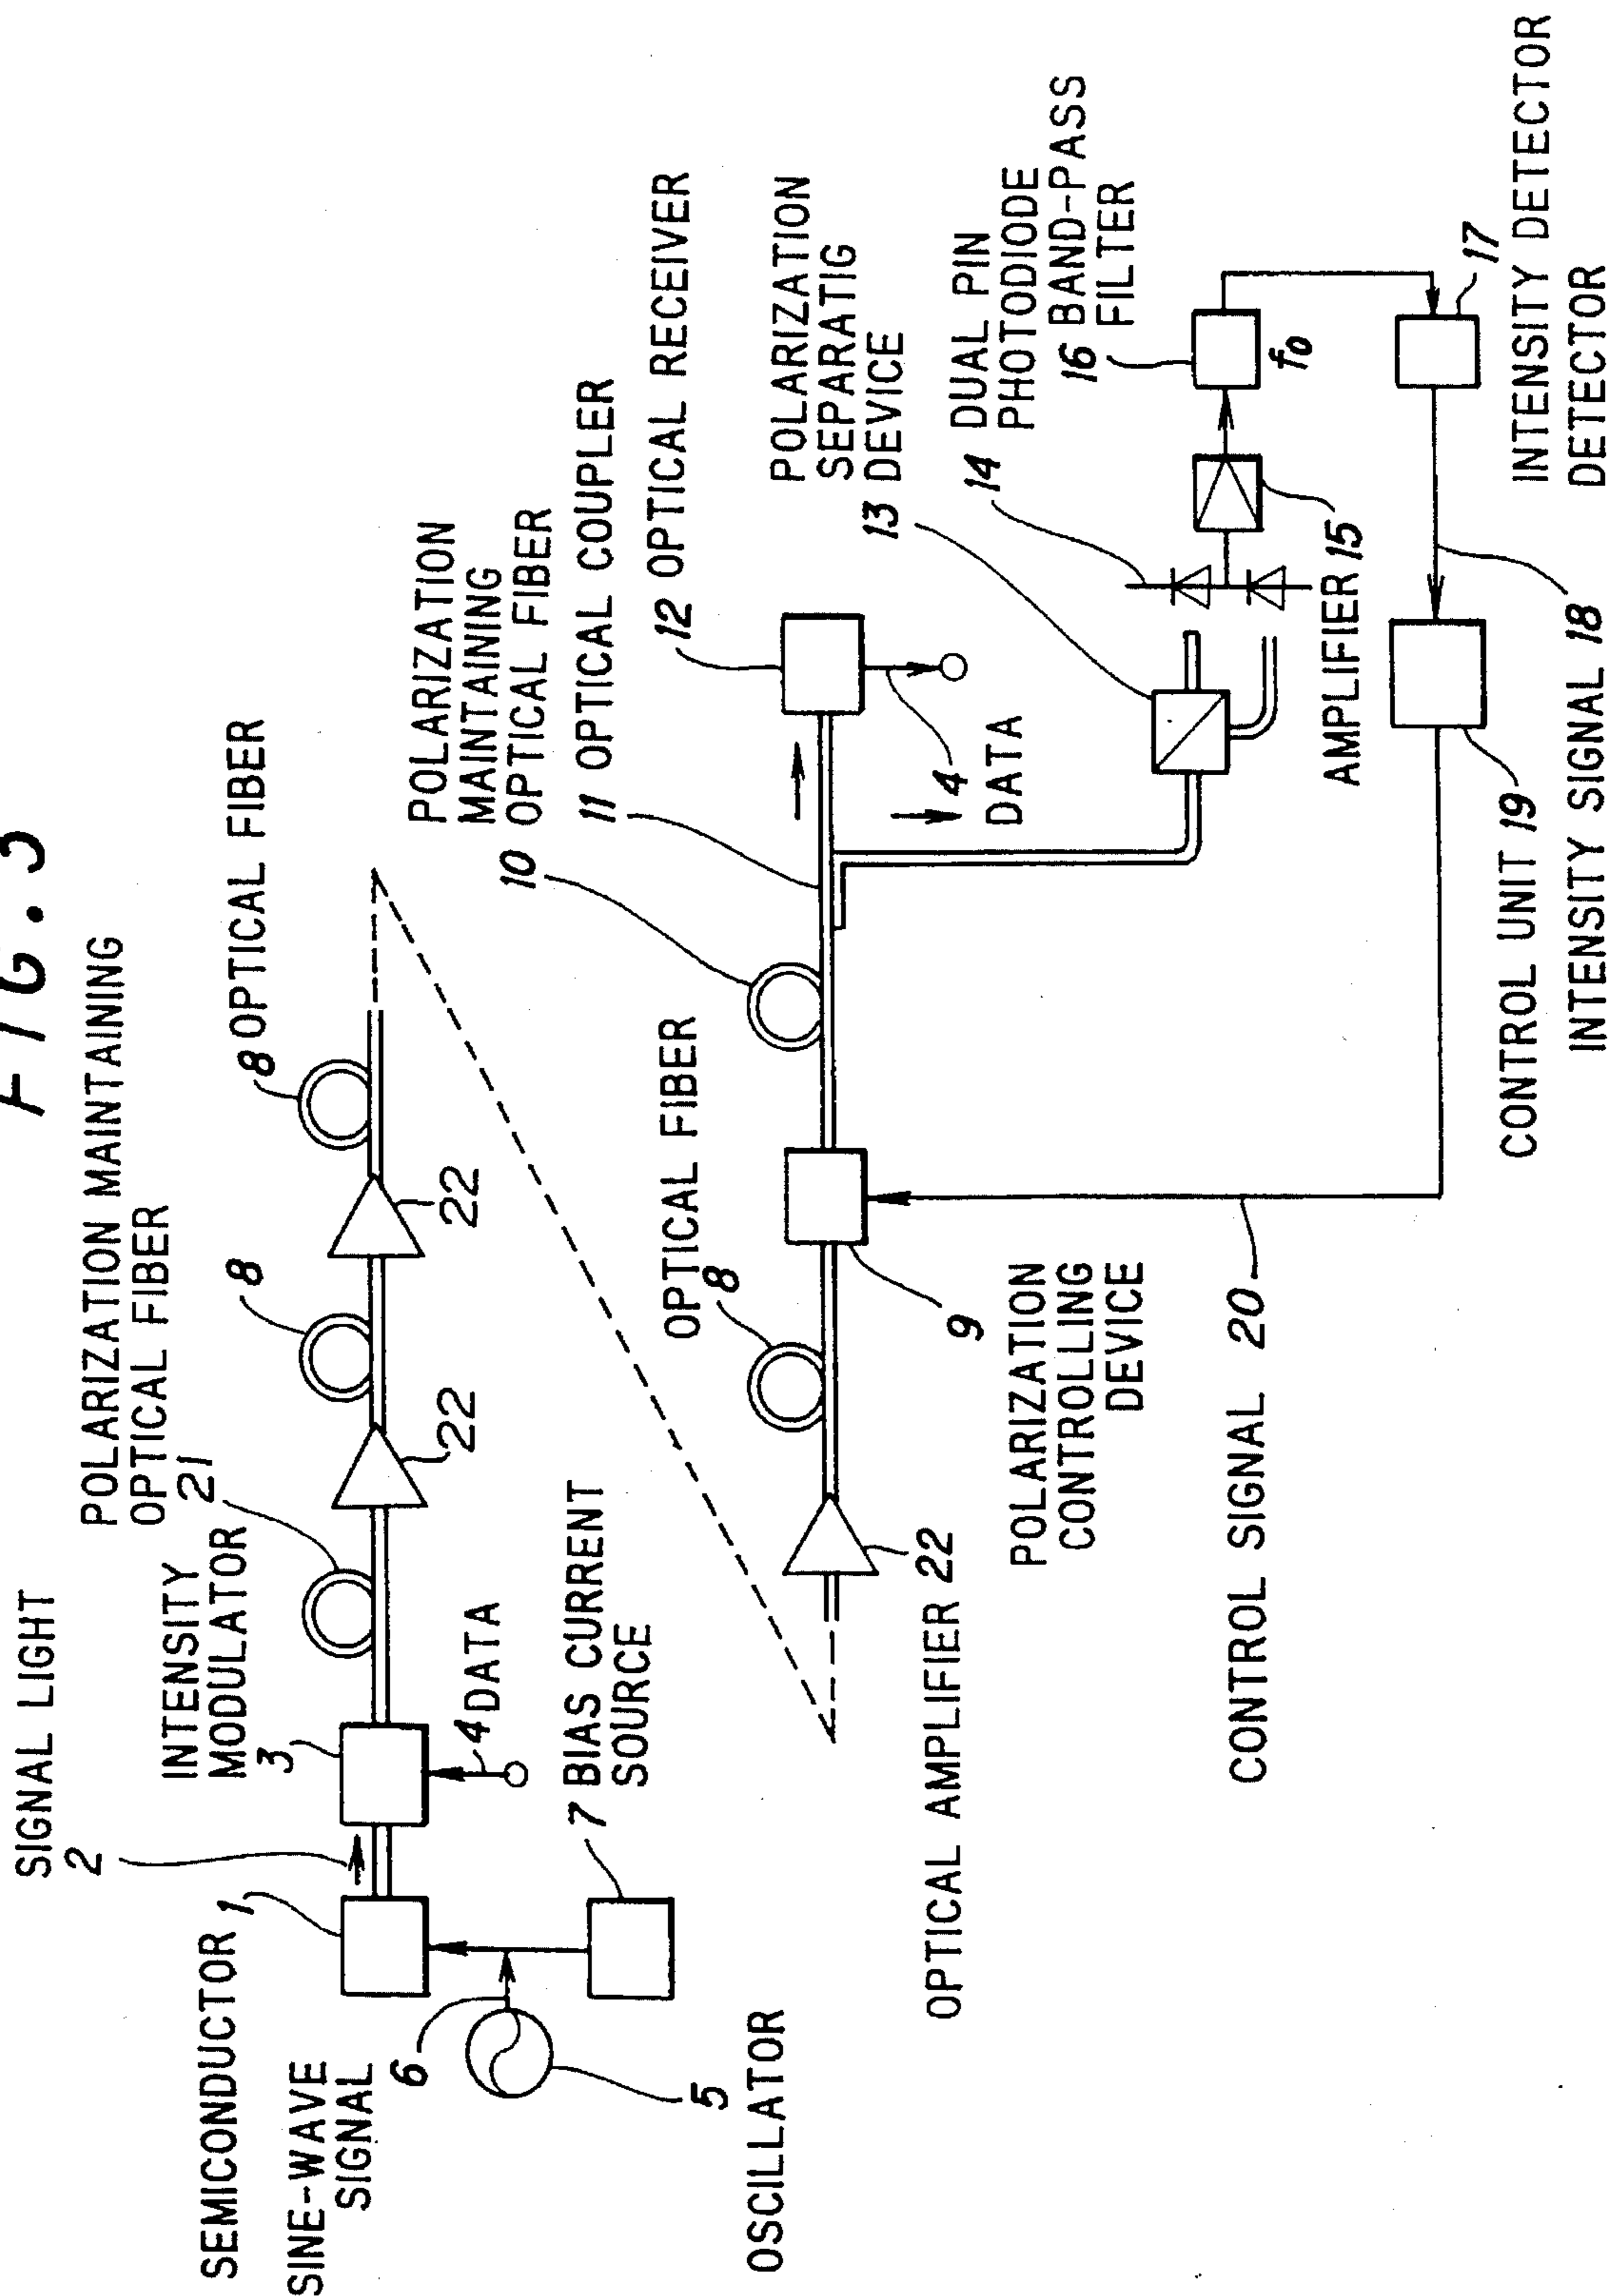 FIG. 3
SIGNAL LIGHT
2
POLARIZATION MAINTAINING
OPTICAL FIBER
21
INTENSITY
MODULATOR
3
SEMICONDUCTOR 1
8 OPTICAL FIBER
8
SINE-WAVE
SIGNAL
6
22
22
4 DATA
7 BIAS CURRENT
SOURCE
5
OSCILLATOR
POLARIZATION
MAINTAINING
OPTICAL FIBER
10
11 OPTICAL COUPLER
12 OPTICAL RECEIVER
OPTICAL FIBER
8
POLARIZATION
SEPARATIG
DEVICE
13
4
DATA
OPTICAL AMPLIFIER 22
9
POLARIZATION
CONTROLLING
DEVICE
14 DUAL PIN
PHOTODIODE
16 BAND-PASS
FILTER
f0
AMPLIFIER 15
17
CONTROL SIGNAL 20
CONTROL UNIT 19
INTENSITY DETECTOR
INTENSITY SIGNAL 18
DETECTOR